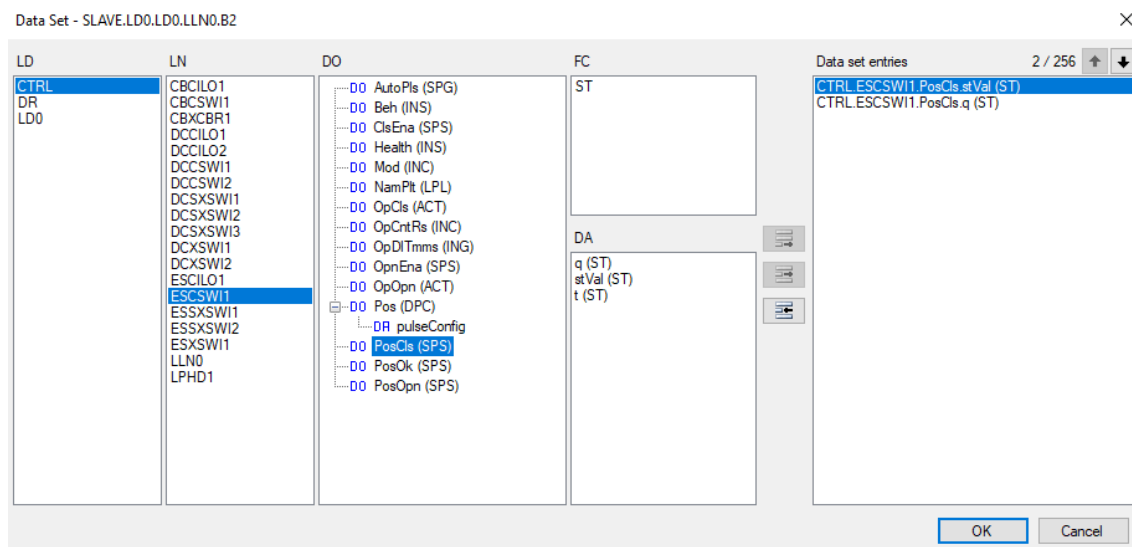 Data Set - SLAVE.LD0.LD0.LLN0.B2
LD
CTRL
DR
LD0
LN
CBCILO1
CBCSWI1
CBXCBR1
DCCILO1
DCCILO2
DCCSWI1
DCCSWI2
DCSXSWI1
DCSXSWI2
DCSXSWI3
DCXSWI1
DCXSWI2
ESCILO1
ESCSWI1
ESSXSWI1
ESSXSWI2
ESXSWI1
LLN0
LPHD1
DO
DO AutoPls (SPG)
DO Beh (INS)
DO ClsEna (SPS)
DO Health (INS)
DO Mod (INC)
DO NamPlt (LPL)
DO OpCls (ACT)
DO OpCntRs (INC)
DO OpDlTmms (ING)
DO OpnEna (SPS)
DO OpOpn (ACT)
DO Pos (DPC)
DA pulseConfig
DO PosCls (SPS)
DO PosOk (SPS)
DO PosOpn (SPS)
FC
ST
DA
q (ST)
stVal (ST)
t (ST)
Data set entries 2 / 256
CTRL.ESCSWI1.PosCls.stVal (ST)
CTRL.ESCSWI1.PosCls.q (ST)
OK Cancel